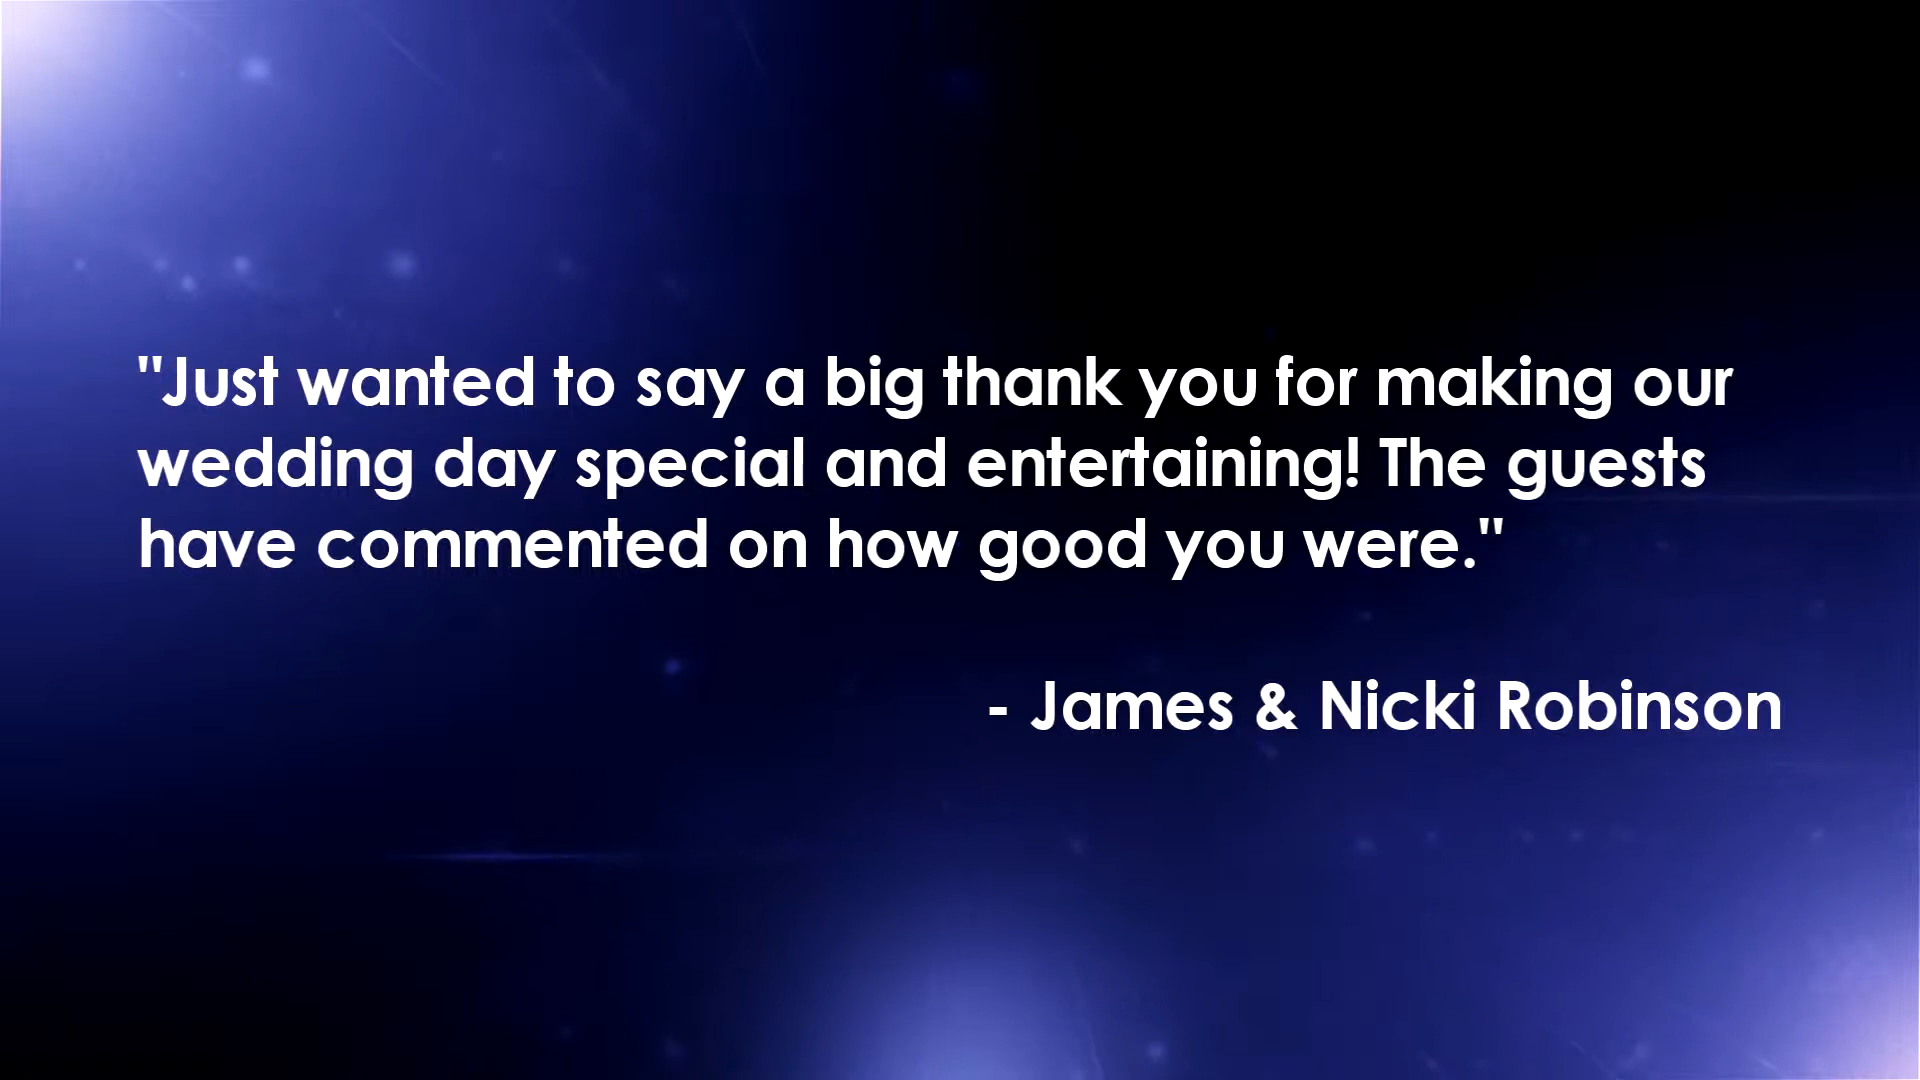 "Just wanted to say a big thank you for making our
wedding day special and entertaining! The guests
have commented on how good you were."
- James & Nicki Robinson